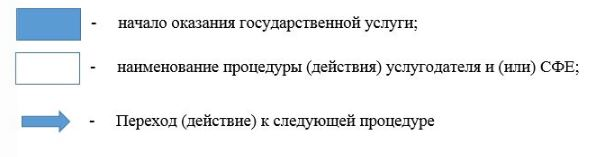 - начало оказания государственной услуги;
- наименование процедуры (действия) услугодателя и (или) СФЕ;
- Переход (действие) к следующей процедуре